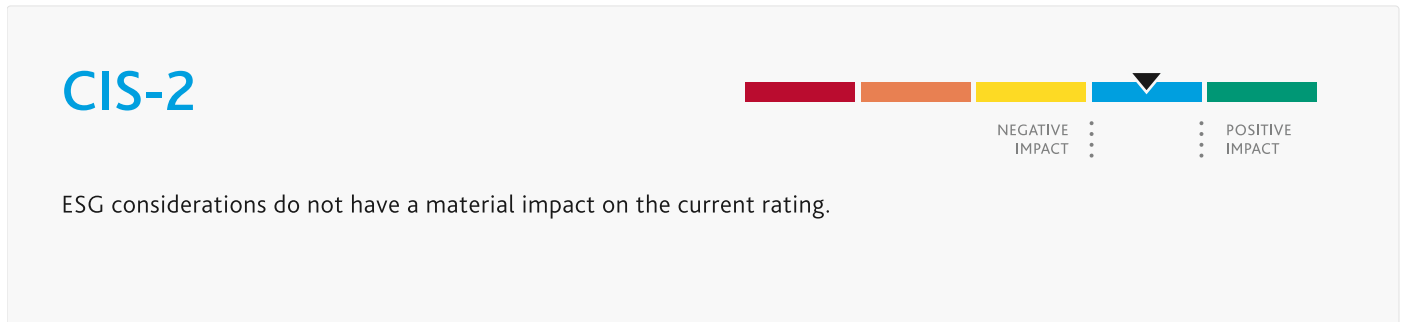 CIS-2
NEGATIVE
IMPACT
POSITIVE
IMPACT
ESG considerations do not have a material impact on the current rating.